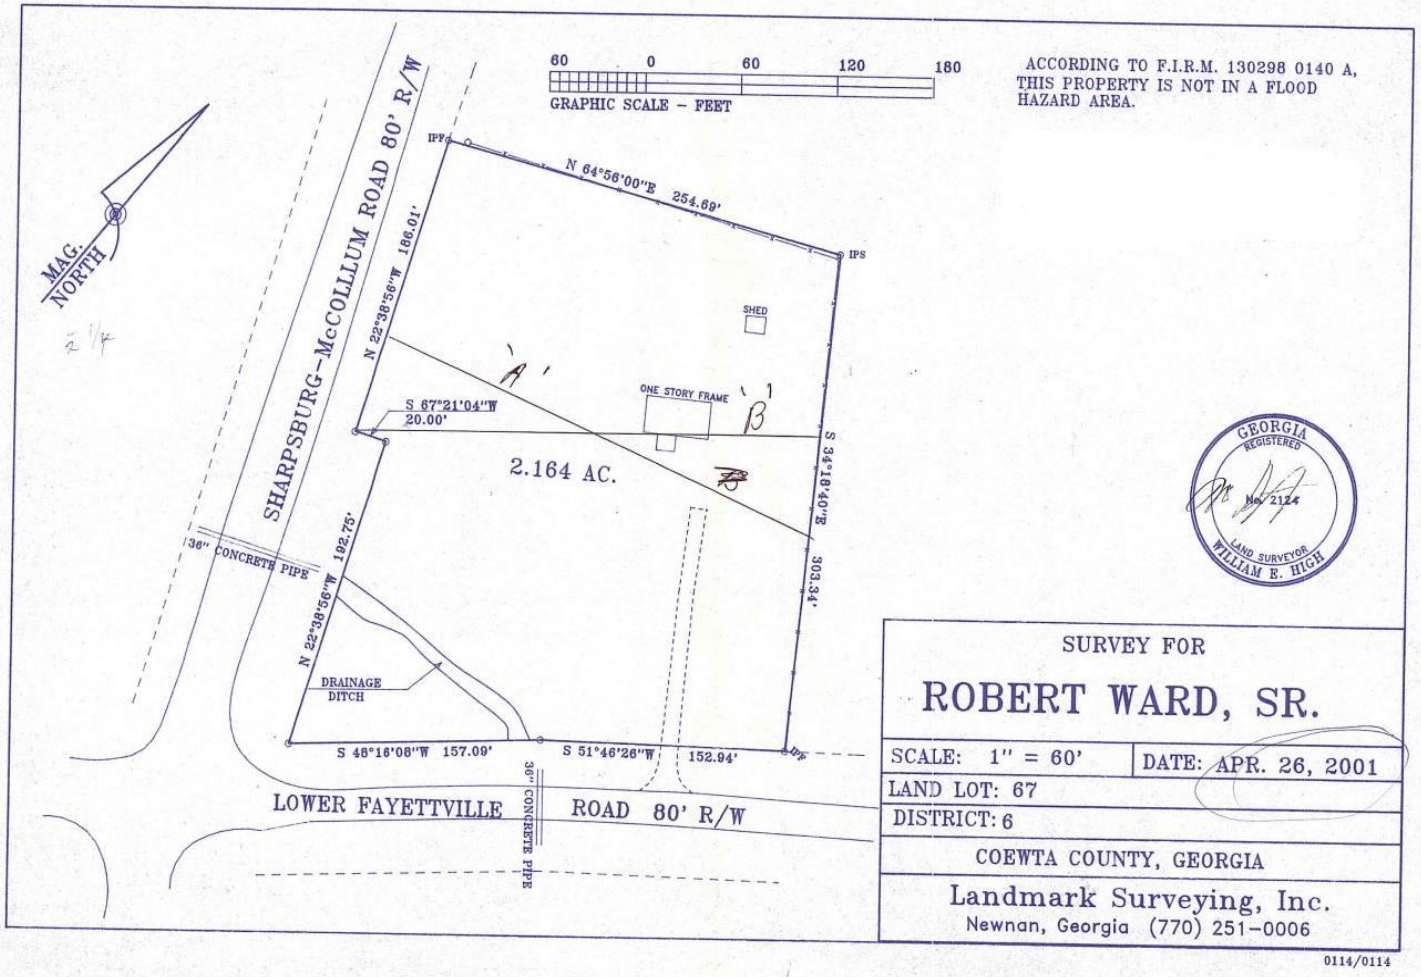 60 0 60 120 180
GRAPHIC SCALE - FEET
ACCORDING TO F.I.R.M. 130298 0140 A,
THIS PROPERTY IS NOT IN A FLOOD
HAZARD AREA.
MAG.
NORTH
SHARPSBURG-McCOLLUM ROAD 80' R/W
IPF
N 64°56'00"E 254.69'
IPS
N 22°38'56"W 186.01'
SHED
'A'
ONE STORY FRAME
'B'
S 67°21'04"W
20.00'
2.164 AC.
S 34°18'40"E 303.34'
36" CONCRETE PIPE
N 22°38'56"W 192.75'
DRAINAGE
DITCH
S 48°16'08"W 157.09'
S 51°46'26"W 152.94'
IPF
LOWER FAYETTVILLE ROAD 80' R/W
36" CONCRETE PIPE
GEORGIA
REGISTERED
No. 2124
LAND SURVEYOR
WILLIAM E. HIGH
SURVEY FOR
ROBERT WARD, SR.
SCALE: 1" = 60' DATE: APR. 26, 2001
LAND LOT: 67
DISTRICT: 6
COEWTA COUNTY, GEORGIA
Landmark Surveying, Inc.
Newnan, Georgia (770) 251-0006
0114/0114